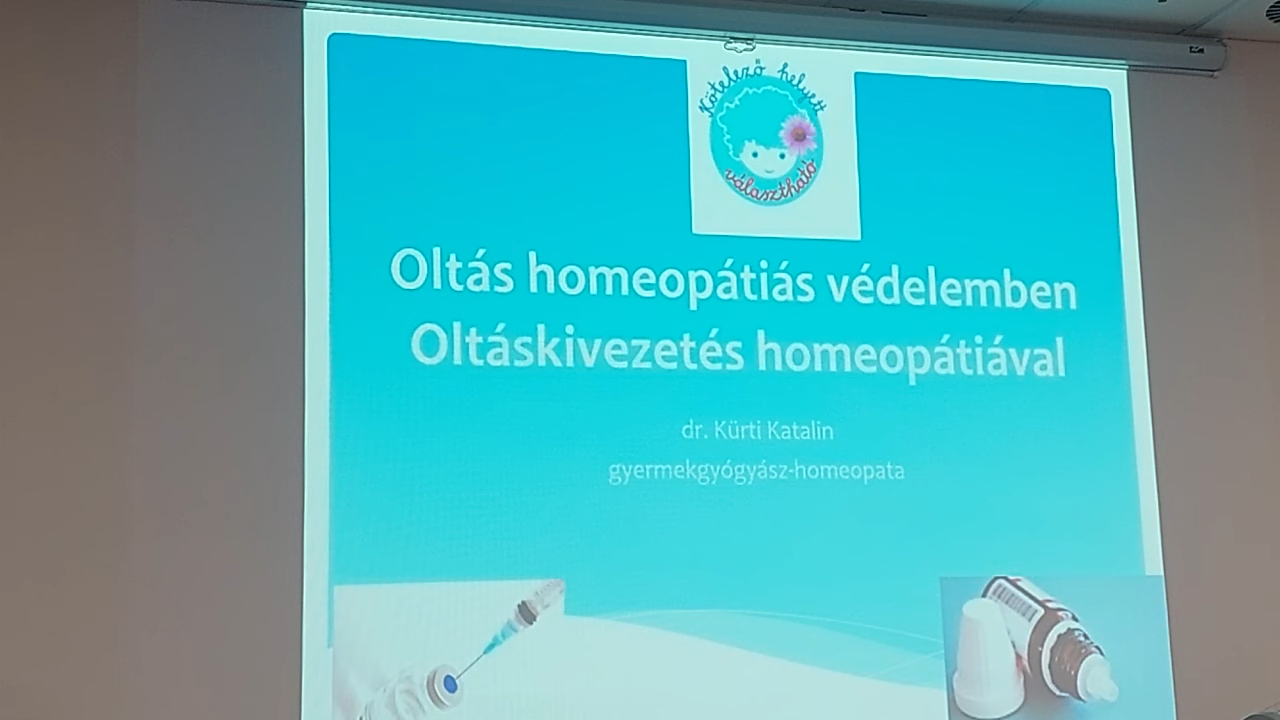 Kötelező helyett
választható
Oltás homeopátiás védelemben
Oltáskivezetés homeopátiával
dr. Kürti Katalin
gyermekgyógyász-homeopata